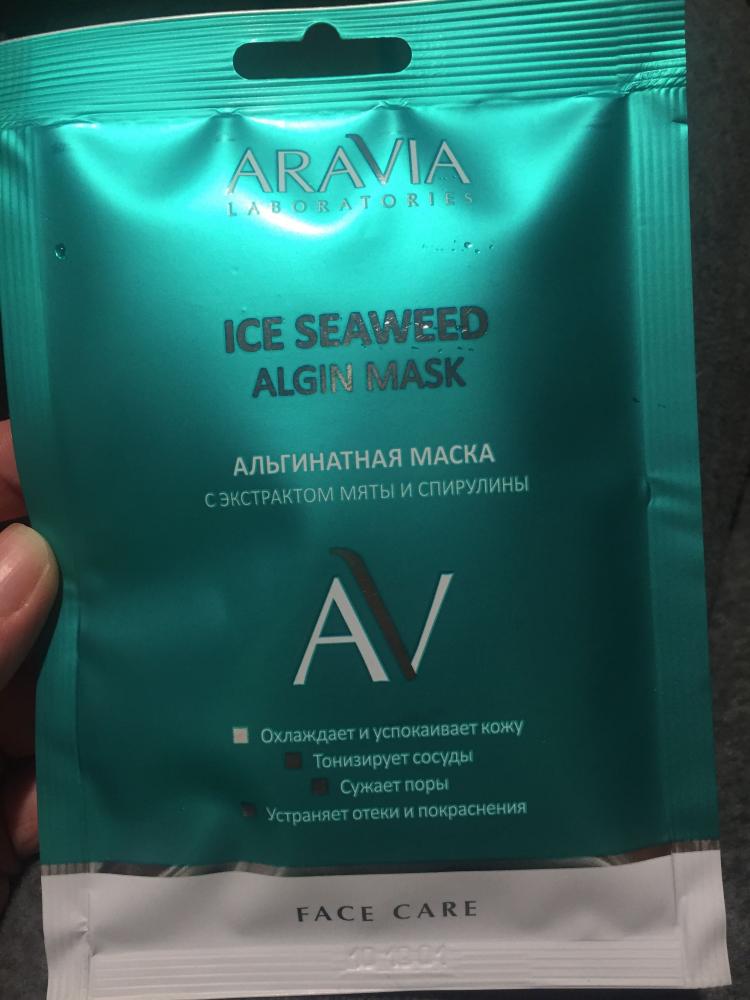 ARAVIA
LABORATORIES
ICE SEAWEED
ALGIN MASK
АЛЬГИНАТНАЯ МАСКА
С ЭКСТРАКТОМ МЯТЫ И СПИРУЛИНЫ
AV
Охлаждает и успокаивает кожу
Тонизирует сосуды
Сужает поры
Устраняет отеки и покраснения
FACE CARE